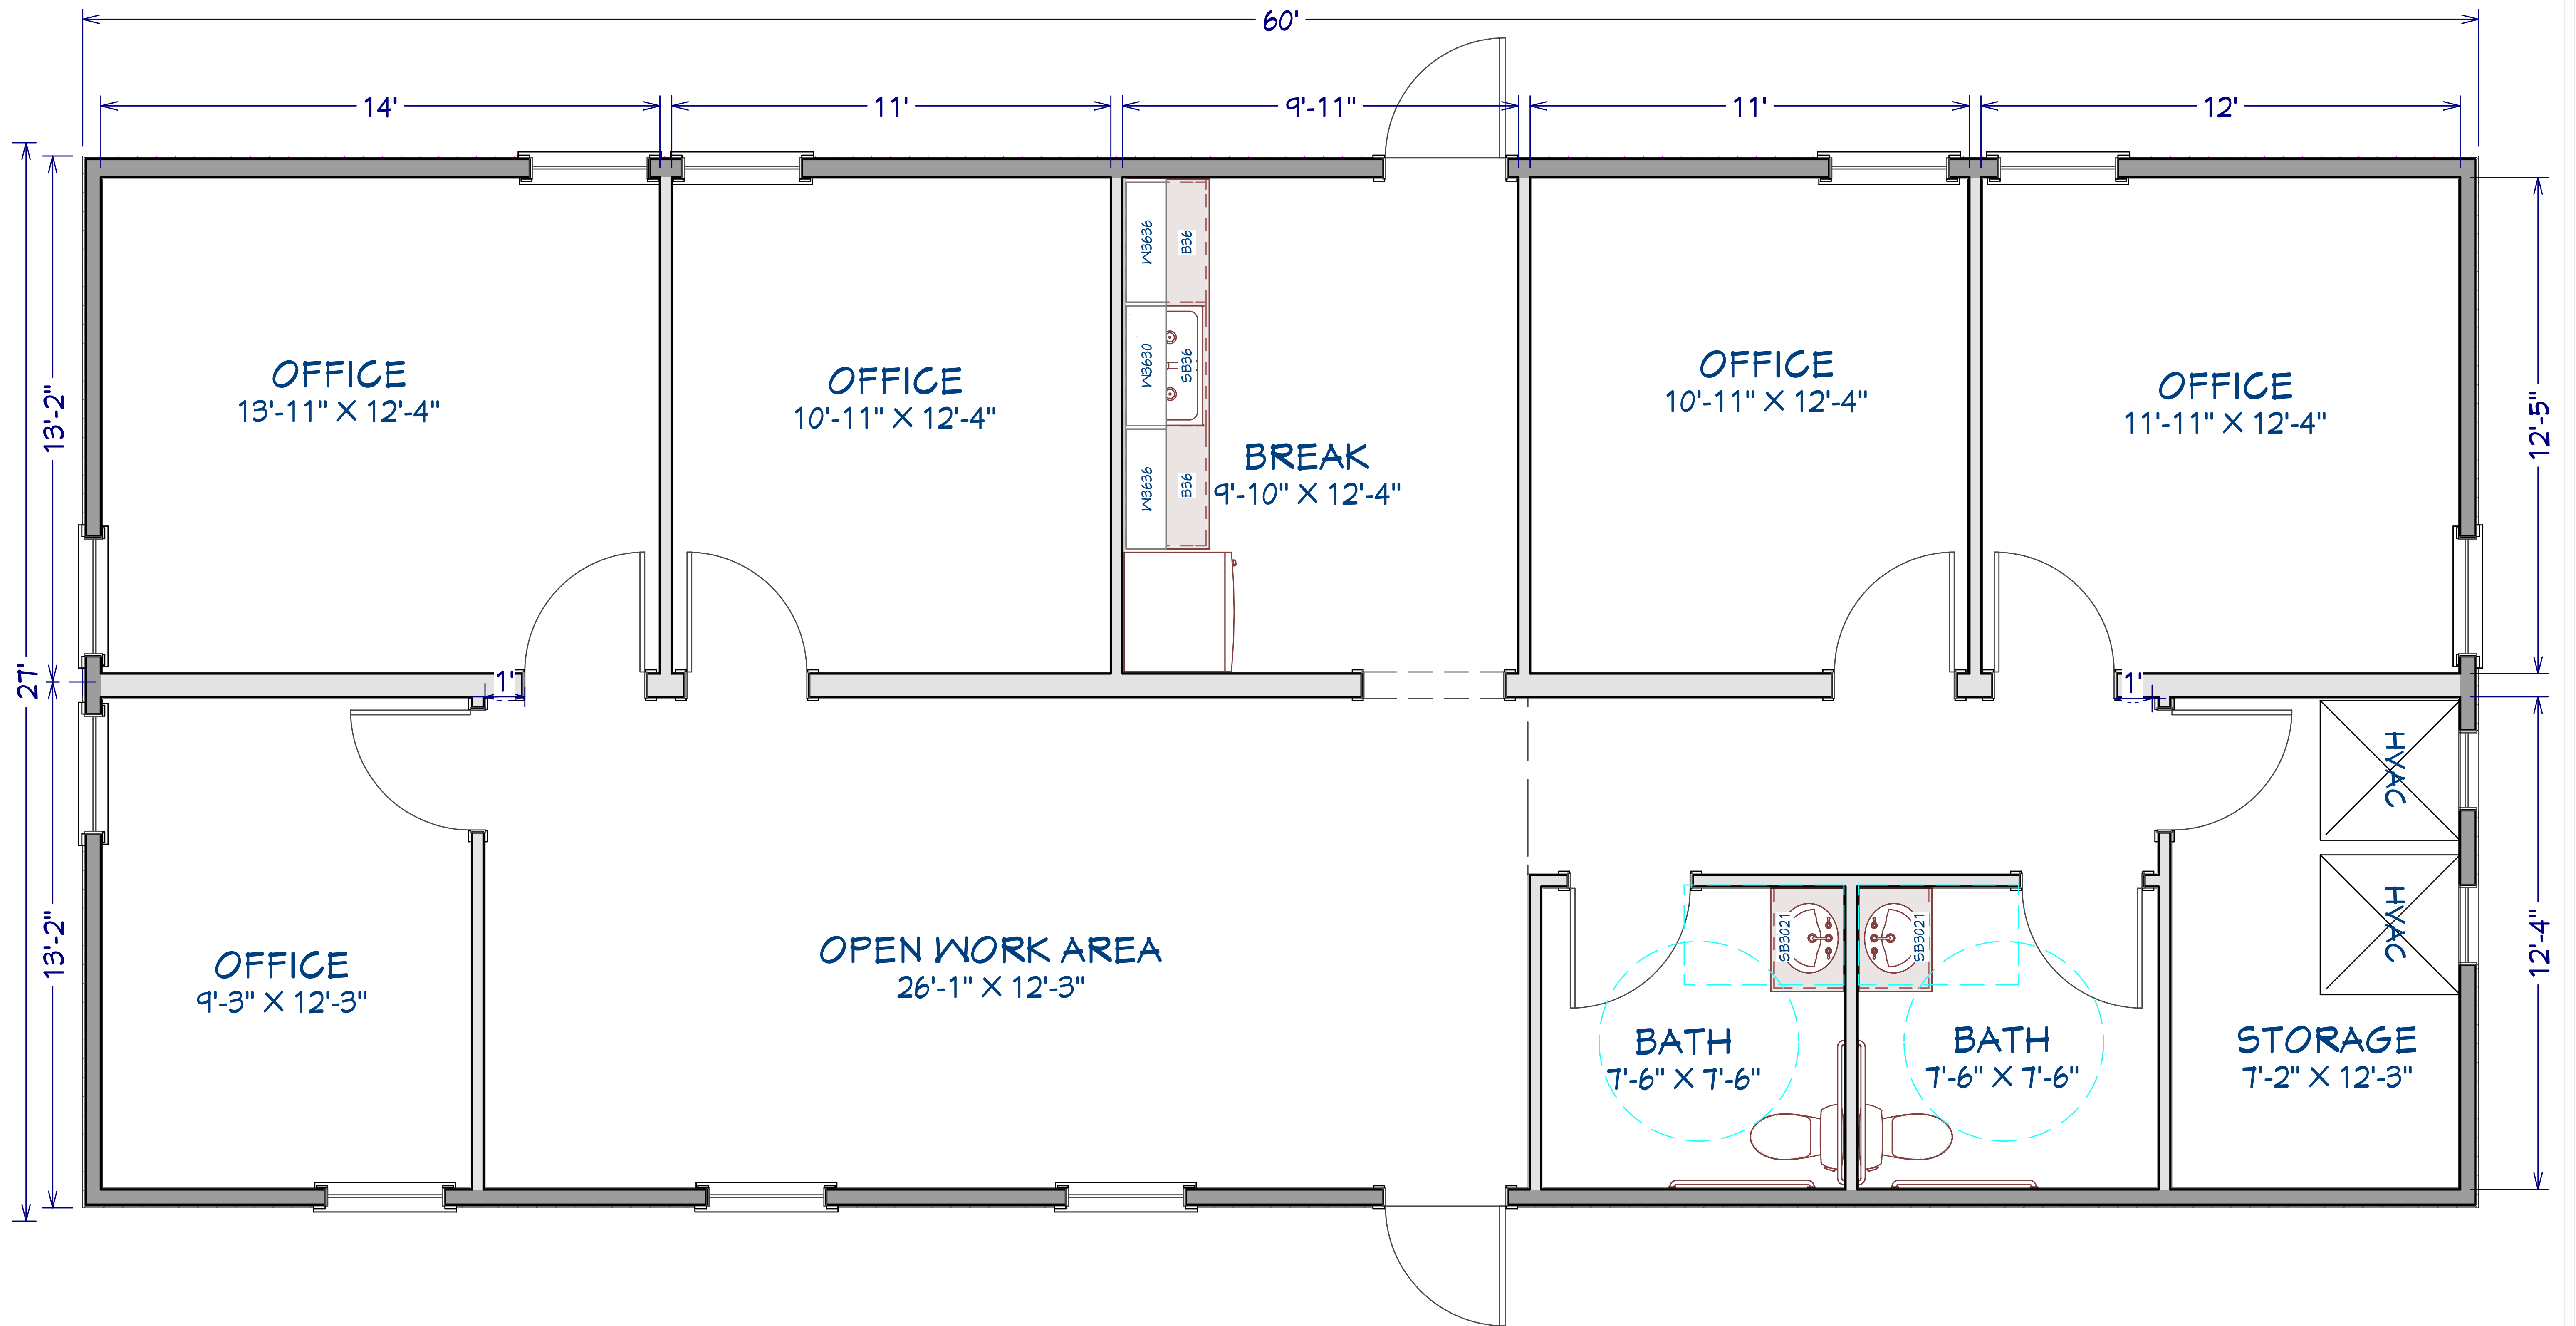 60'
14'
11'
9'-11"
11'
12'
27'
13'-2"
13'-2"
12'-5"
12'-4"
OFFICE
13'-11" X 12'-4"
OFFICE
10'-11" X 12'-4"
W3636
B36
W3630
SB36
W3636
B36
BREAK
9'-10" X 12'-4"
OFFICE
10'-11" X 12'-4"
OFFICE
11'-11" X 12'-4"
1'
1'
OFFICE
9'-3" X 12'-3"
OPEN WORK AREA
26'-1" X 12'-3"
SB3021
SB3021
BATH
7'-6" X 7'-6"
BATH
7'-6" X 7'-6"
HVAC
HVAC
STORAGE
7'-2" X 12'-3"